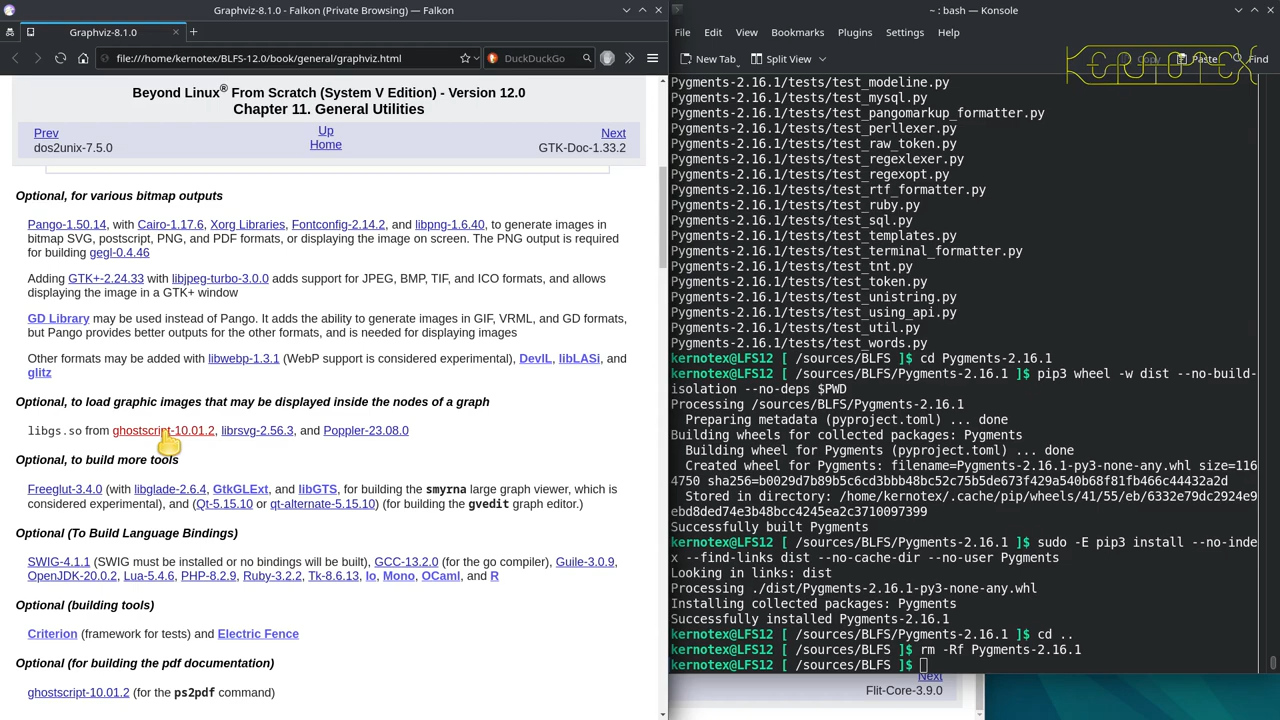 Graphviz-8.1.0 - Falkon (Private Browsing) — Falkon
Graphviz-8.1.0
file:///home/kernotex/BLFS-12.0/book/general/graphviz.html
DuckDuckGo
Beyond Linux® From Scratch (System V Edition) - Version 12.0
Chapter 11. General Utilities
Prev
Up
Next
dos2unix-7.5.0
Home
GTK-Doc-1.33.2
Optional, for various bitmap outputs
Pango-1.50.14, with Cairo-1.17.6, Xorg Libraries, Fontconfig-2.14.2, and libpng-1.6.40, to generate images in
bitmap SVG, postscript, PNG, and PDF formats, or displaying the image on screen. The PNG output is required
for building gegl-0.4.46
Adding GTK+-2.24.33 with libjpeg-turbo-3.0.0 adds support for JPEG, BMP, TIF, and ICO formats, and allows
displaying the image in a GTK+ window
GD Library may be used instead of Pango. It adds the ability to generate images in GIF, VRML, and GD formats,
but Pango provides better outputs for the other formats, and is needed for displaying images
Other formats may be added with libwebp-1.3.1 (WebP support is considered experimental), DevIL, libLASi, and
glitz
Optional, to load graphic images that may be displayed inside the nodes of a graph
libgs.so from ghostscript-10.01.2, librsvg-2.56.3, and Poppler-23.08.0
Optional, to build more tools
Freeglut-3.4.0 (with libglade-2.6.4, GtkGLExt, and libGTS, for building the smyrna large graph viewer, which is
considered experimental), and (Qt-5.15.10 or qt-alternate-5.15.10) (for building the gvedit graph editor.)
Optional (To Build Language Bindings)
SWIG-4.1.1 (SWIG must be installed or no bindings will be built), GCC-13.2.0 (for the go compiler), Guile-3.0.9,
OpenJDK-20.0.2, Lua-5.4.6, PHP-8.2.9, Ruby-3.2.2, Tk-8.6.13, Io, Mono, OCaml, and R
Optional (building tools)
Criterion (framework for tests) and Electric Fence
Optional (for building the pdf documentation)
ghostscript-10.01.2 (for the ps2pdf command)
~ : bash — Konsole
File Edit View Bookmarks Plugins Settings Help
New Tab Split View Copy Paste Find
KERNOTEX
Pygments-2.16.1/tests/test_modeline.py
Pygments-2.16.1/tests/test_mysql.py
Pygments-2.16.1/tests/test_pangomarkup_formatter.py
Pygments-2.16.1/tests/test_perllexer.py
Pygments-2.16.1/tests/test_raw_token.py
Pygments-2.16.1/tests/test_regexlexer.py
Pygments-2.16.1/tests/test_regexopt.py
Pygments-2.16.1/tests/test_rtf_formatter.py
Pygments-2.16.1/tests/test_ruby.py
Pygments-2.16.1/tests/test_sql.py
Pygments-2.16.1/tests/test_templates.py
Pygments-2.16.1/tests/test_terminal_formatter.py
Pygments-2.16.1/tests/test_tnt.py
Pygments-2.16.1/tests/test_token.py
Pygments-2.16.1/tests/test_unistring.py
Pygments-2.16.1/tests/test_using_api.py
Pygments-2.16.1/tests/test_util.py
Pygments-2.16.1/tests/test_words.py
kernotex@LFS12 [ /sources/BLFS ]$ cd Pygments-2.16.1
kernotex@LFS12 [ /sources/BLFS/Pygments-2.16.1 ]$ pip3 wheel -w dist --no-build-
isolation --no-deps $PWD
Processing /sources/BLFS/Pygments-2.16.1
Preparing metadata (pyproject.toml) ... done
Building wheels for collected packages: Pygments
Building wheel for Pygments (pyproject.toml) ... done
Created wheel for Pygments: filename=Pygments-2.16.1-py3-none-any.whl size=116
4750 sha256=b0029d7b89b5c6cd3bbb48bc52c75b5de673f429a540b68f81fb466c44432a2d
Stored in directory: /home/kernotex/.cache/pip/wheels/41/55/eb/6332e79dc2924e9
ebd8ded74e3b48bcc4245ea2c3710097399
Successfully built Pygments
kernotex@LFS12 [ /sources/BLFS/Pygments-2.16.1 ]$ sudo -E pip3 install --no-inde
x --find-links dist --no-cache-dir --no-user Pygments
Looking in links: dist
Processing ./dist/Pygments-2.16.1-py3-none-any.whl
Installing collected packages: Pygments
Successfully installed Pygments-2.16.1
kernotex@LFS12 [ /sources/BLFS/Pygments-2.16.1 ]$ cd ..
kernotex@LFS12 [ /sources/BLFS ]$ rm -Rf Pygments-2.16.1
kernotex@LFS12 [ /sources/BLFS ]$
Next
Flit-Core-3.9.0